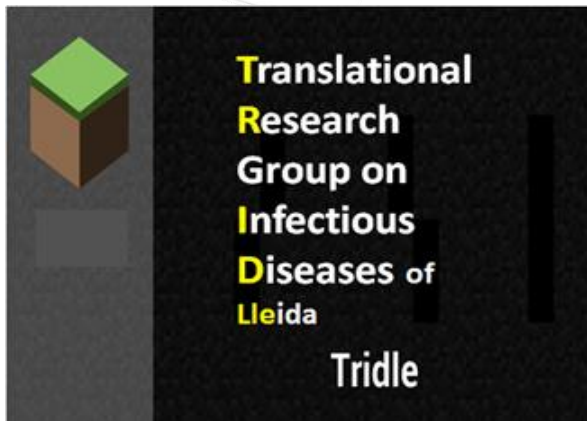 Translational
Research
Group on
Infectious
Diseases of
Lleida
Tridle